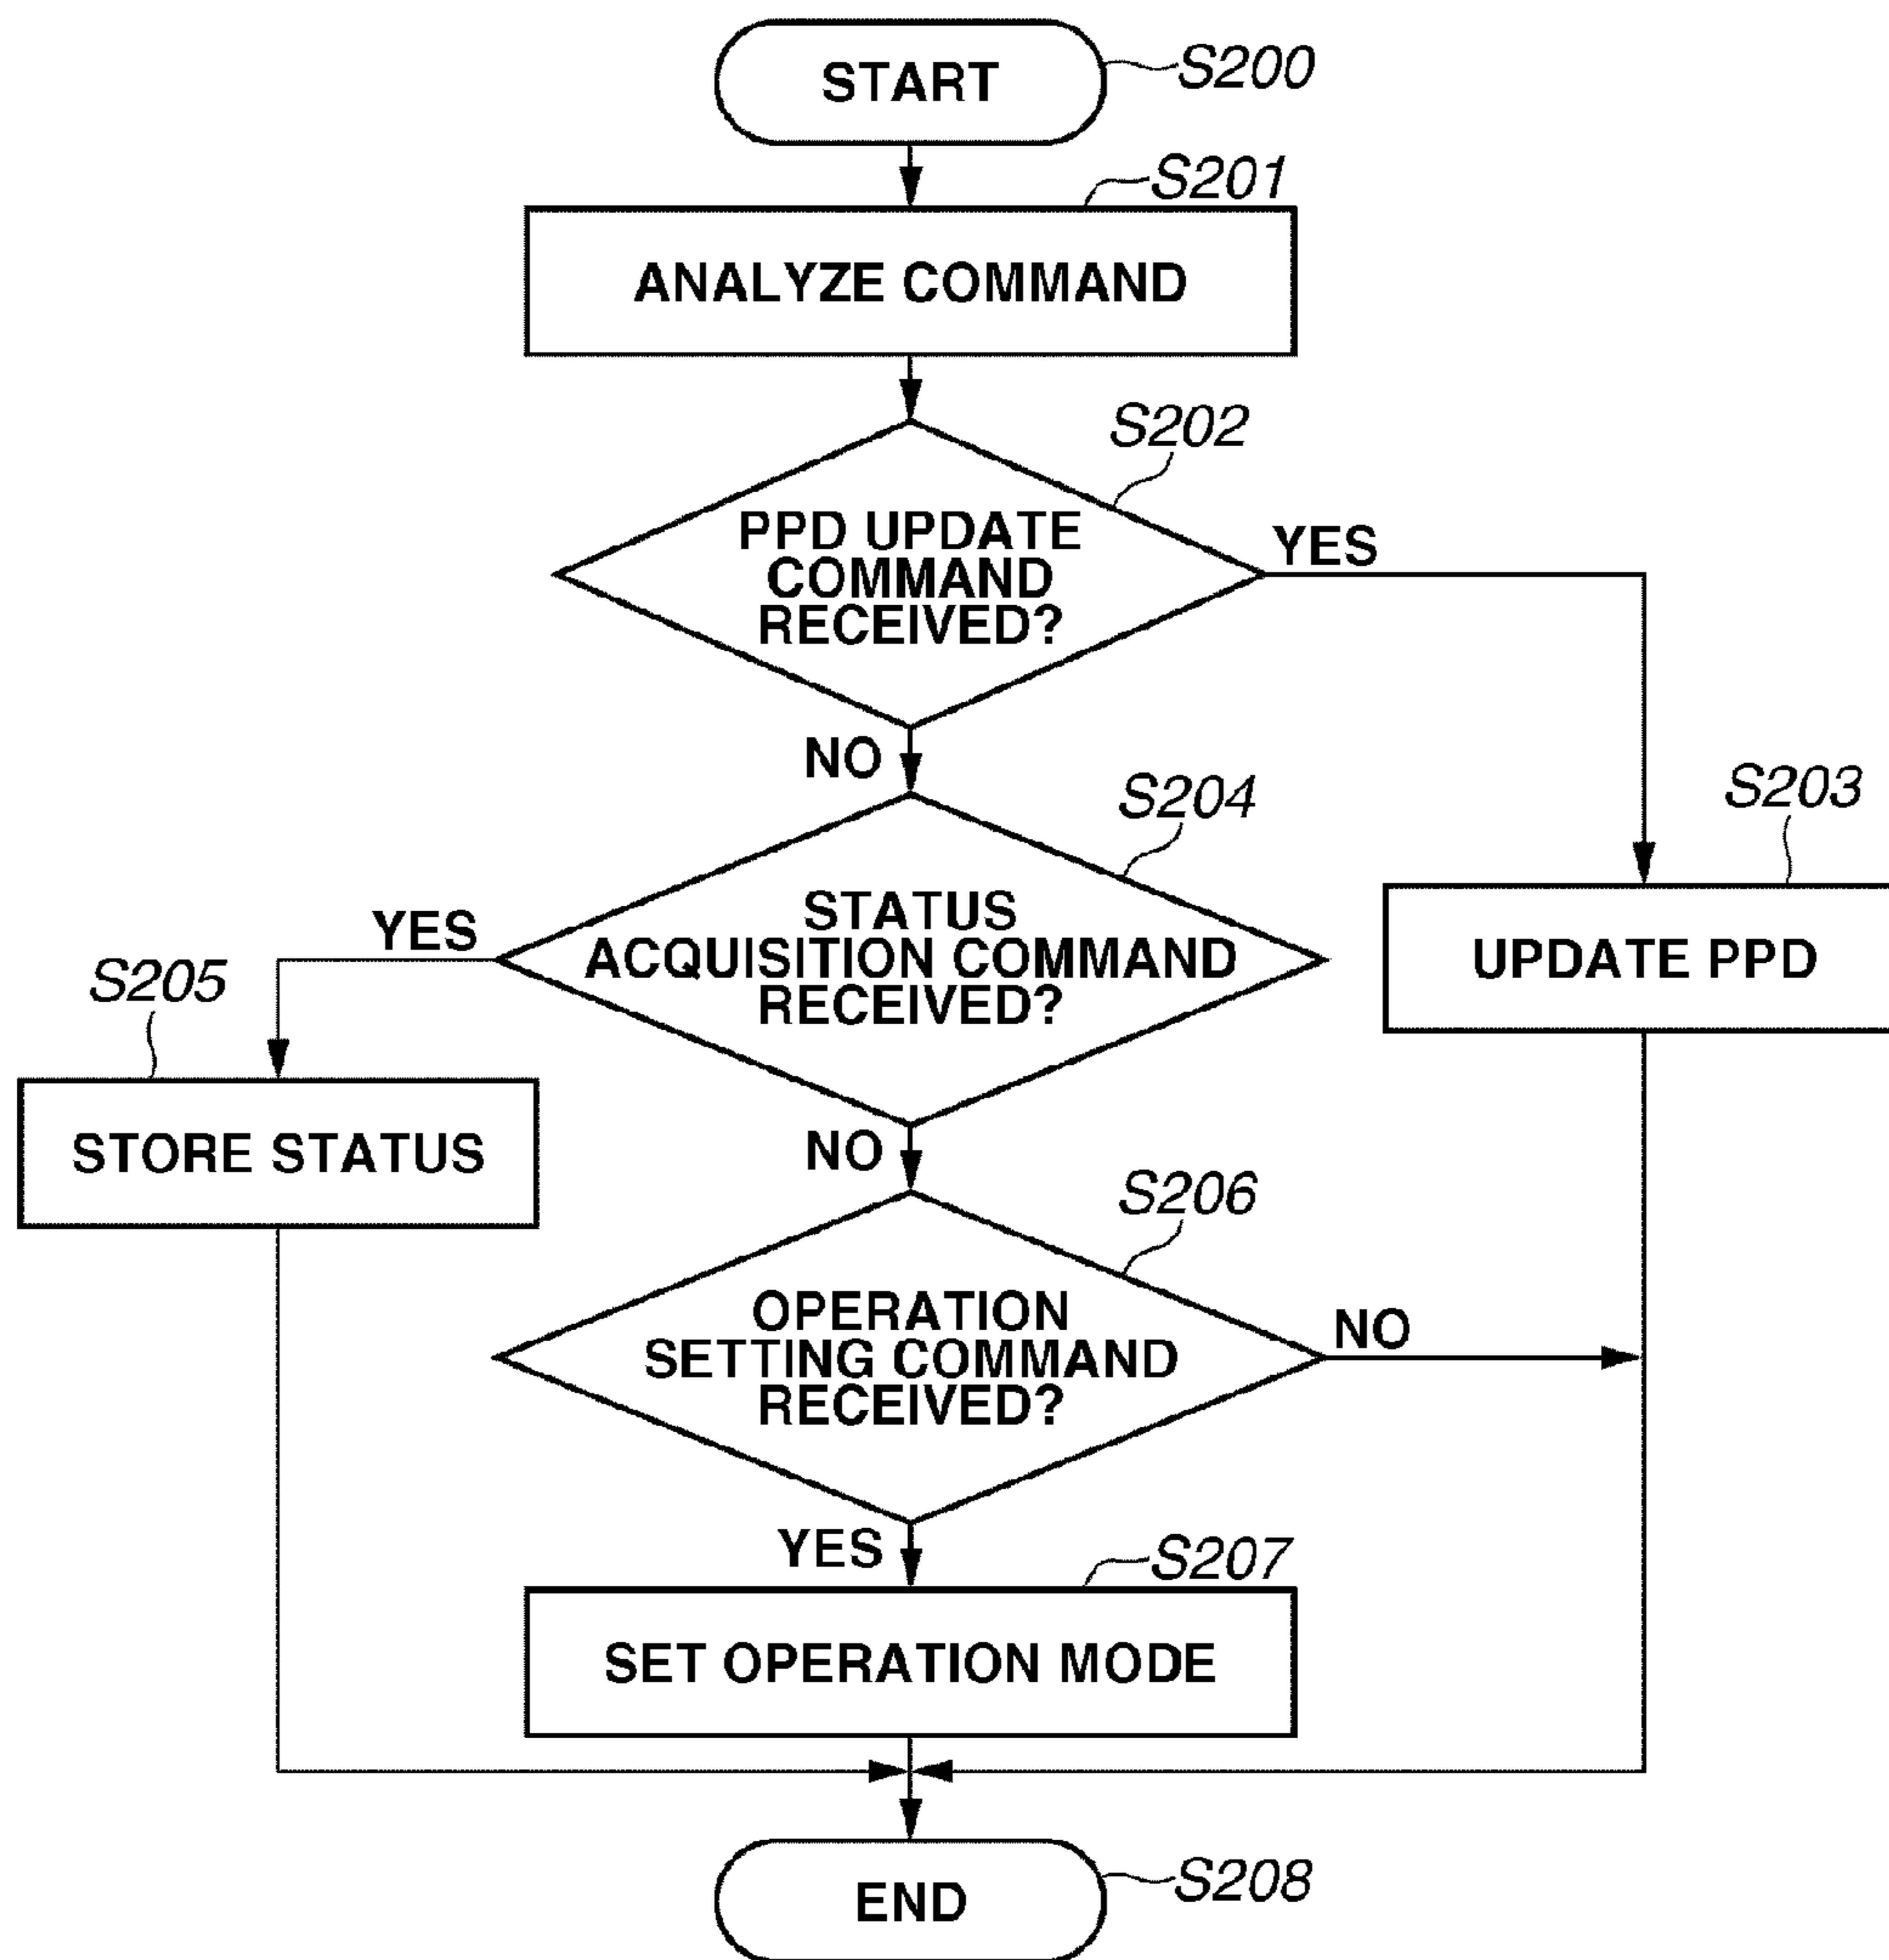 START
S200
S201
ANALYZE COMMAND
S202
PPD UPDATE
COMMAND
RECEIVED?
YES
NO
S204
S203
STATUS
ACQUISITION COMMAND
RECEIVED?
YES
UPDATE PPD
S205
STORE STATUS
NO
S206
OPERATION
SETTING COMMAND
RECEIVED?
NO
YES
S207
SET OPERATION MODE
END
S208